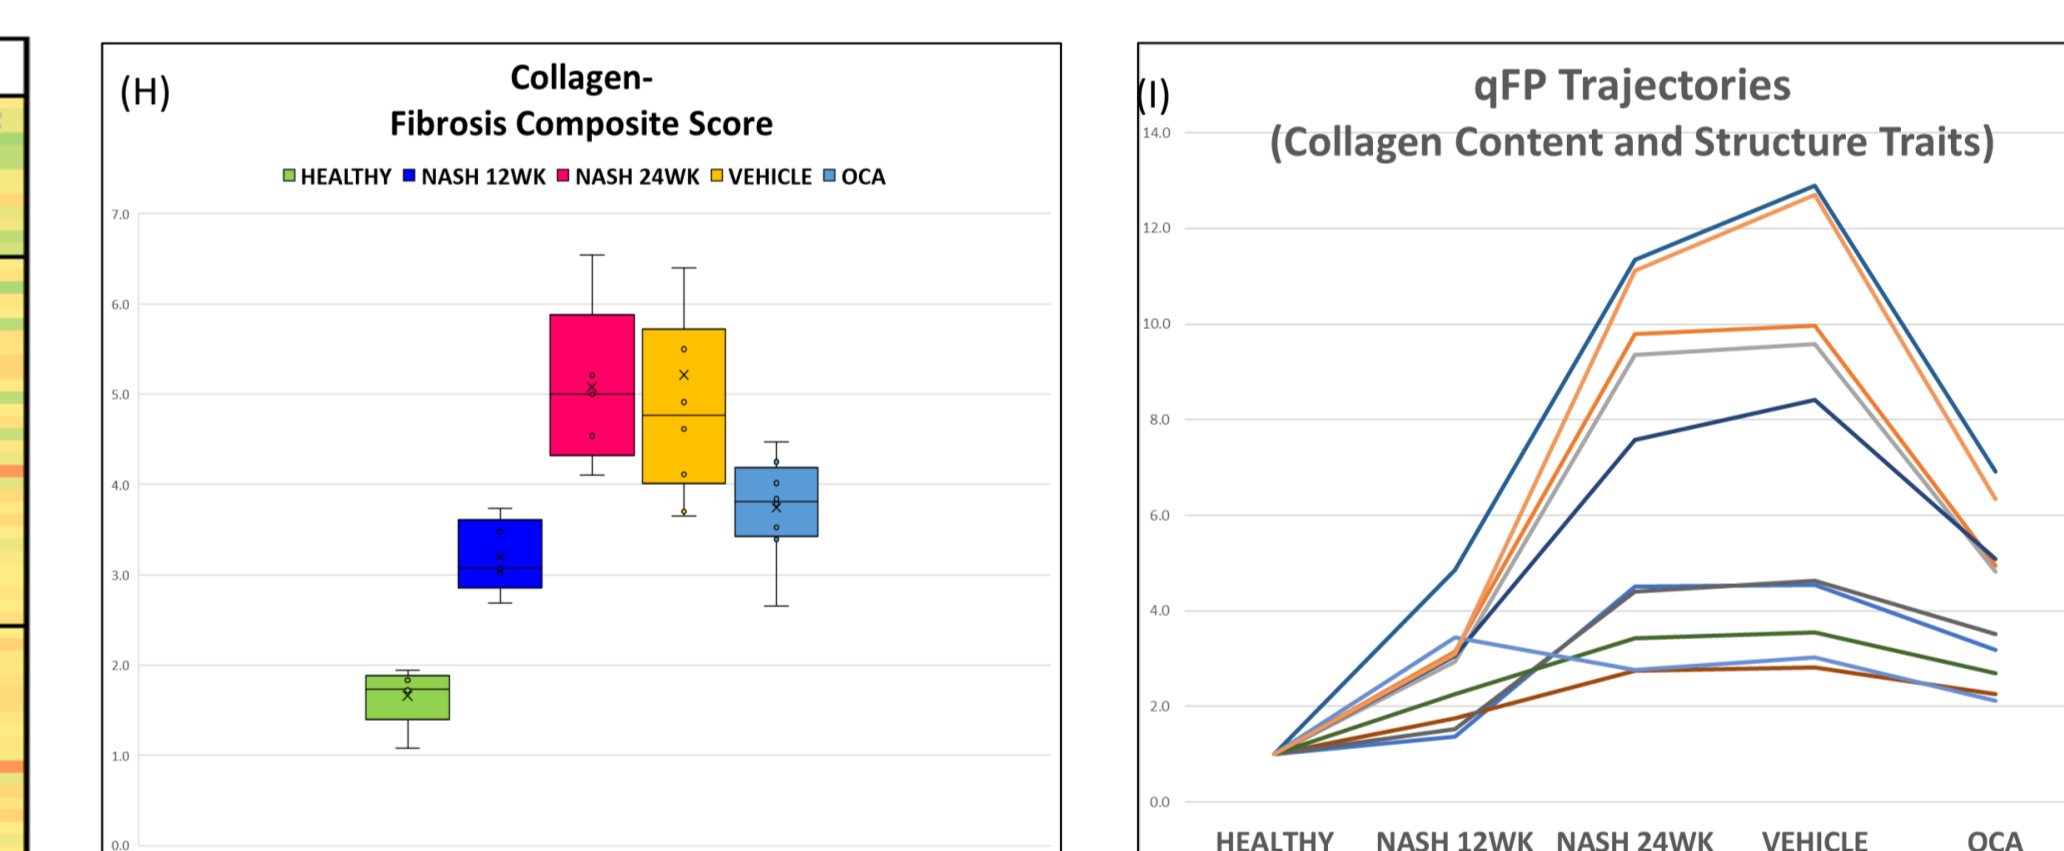 (H)
Collagen-
Fibrosis Composite Score
HEALTHY NASH 12WK NASH 24WK VEHICLE OCA
7.0
6.0
5.0
4.0
3.0
2.0
1.0
0.0
(I)
qFP Trajectories
(Collagen Content and Structure Traits)
14.0
12.0
10.0
8.0
6.0
4.0
2.0
0.0
HEALTHY NASH 12WK NASH 24WK VEHICLE OCA